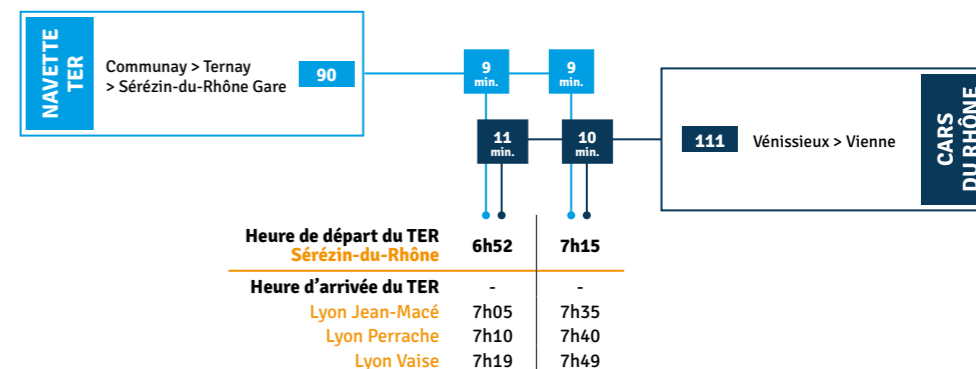 NAVETTE
TER
Communay > Ternay
> Sérézin-du-Rhône Gare
90
9
min.
9
min.
11
min.
10
min.
111
Vénissieux > Vienne
CARS
DU RHÔNE
Heure de départ du TER
Sérézin-du-Rhône
6h52
7h15
Heure d’arrivée du TER - -
Lyon Jean-Macé 7h05 7h35
Lyon Perrache 7h10 7h40
Lyon Vaise 7h19 7h49